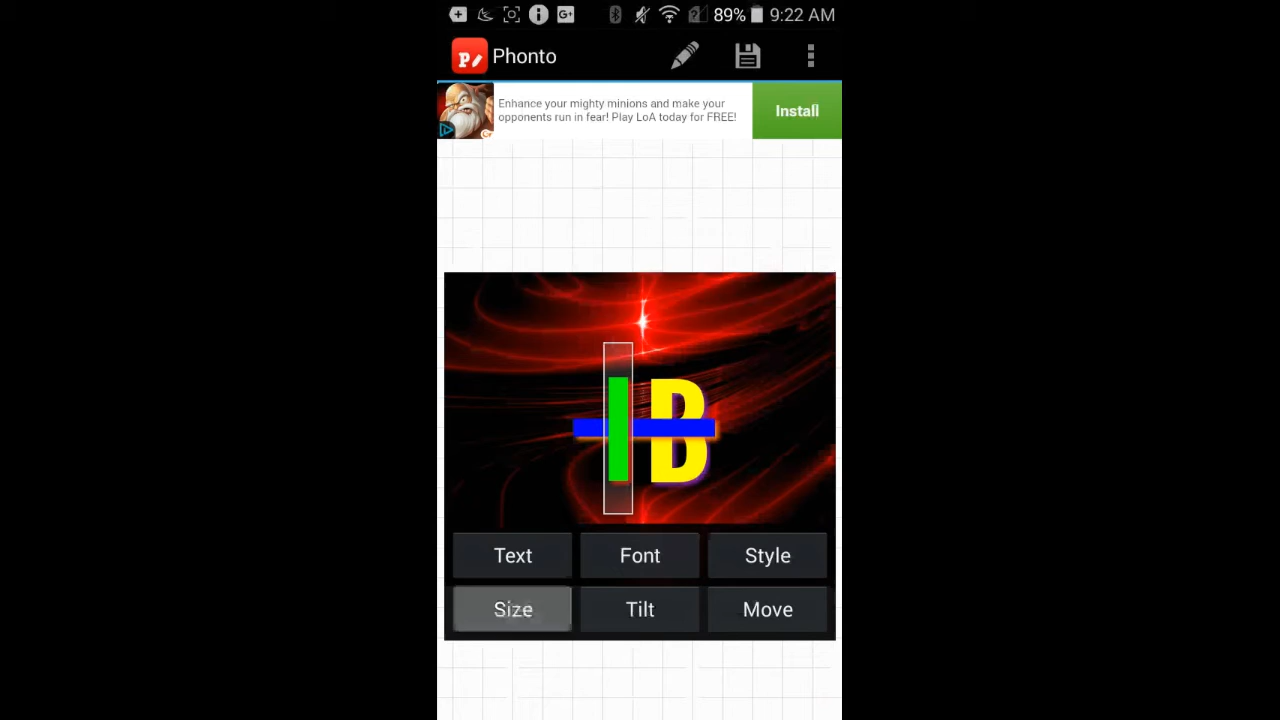 89% 9:22 AM
Phonto
Enhance your mighty minions and make your
opponents run in fear! Play LoA today for FREE!
Install
I B
Text Font Style
Size Tilt Move